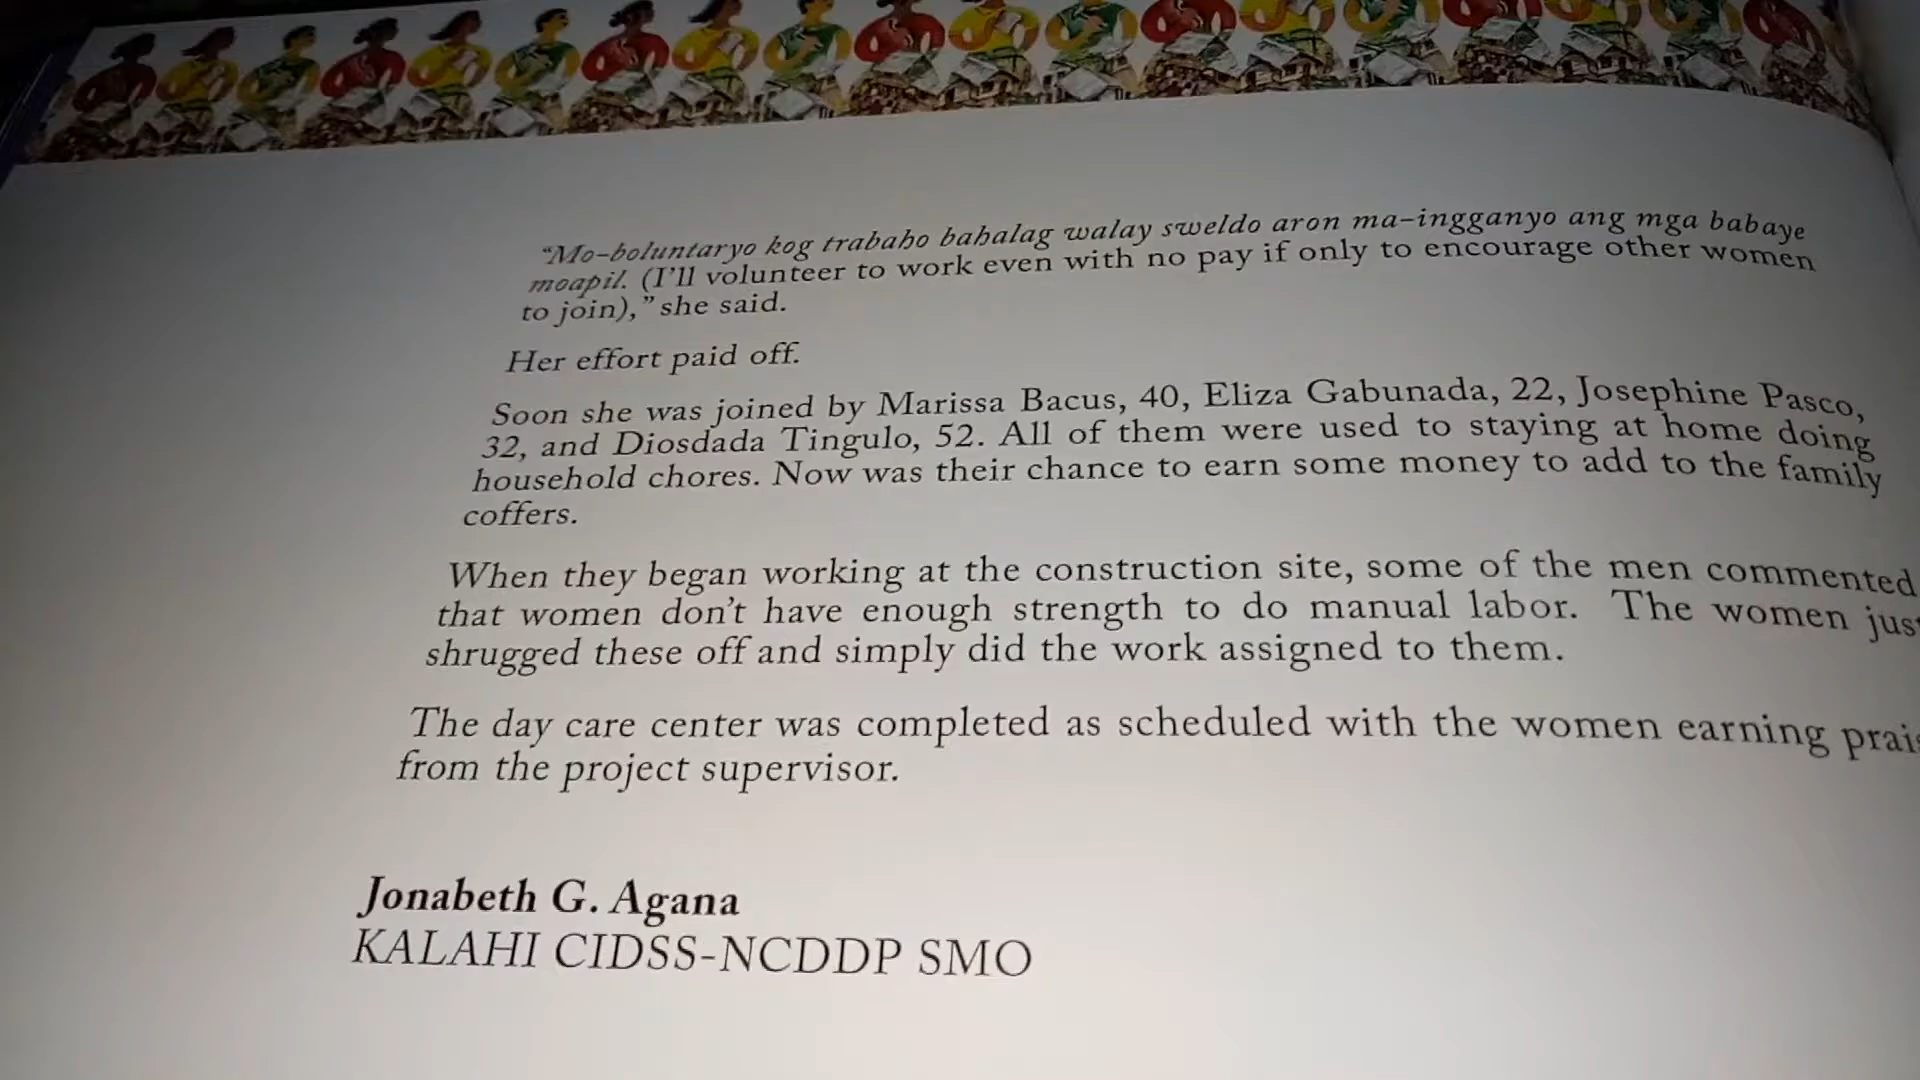 “Mo-boluntaryo kog trabaho bahalag walay sweldo aron ma-ingganyo ang mga babaye
moapil. (I’ll volunteer to work even with no pay if only to encourage other women
to join),” she said.
Her effort paid off.
Soon she was joined by Marissa Bacus, 40, Eliza Gabunada, 22, Josephine Pasco,
32, and Diosdada Tingulo, 52. All of them were used to staying at home doing
household chores. Now was their chance to earn some money to add to the family
coffers.
When they began working at the construction site, some of the men commented
that women don’t have enough strength to do manual labor. The women just
shrugged these off and simply did the work assigned to them.
The day care center was completed as scheduled with the women earning prais
from the project supervisor.
Jonabeth G. Agana
KALAHI CIDSS-NCDDP SMO